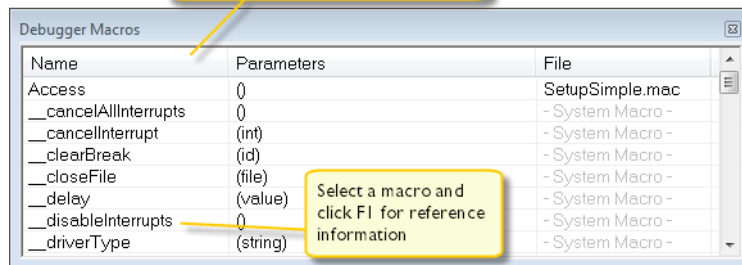 Debugger Macros
Name Parameters File
Access () SetupSimple.mac
__cancelAllInterrupts () - System Macro -
__cancelInterrupt (int) - System Macro -
__clearBreak (id) - System Macro -
__closeFile (file) - System Macro -
__delay (value) - System Macro -
__disableInterrupts () - System Macro -
__driverType (string) - System Macro -
Select a macro and
click F1 for reference
information